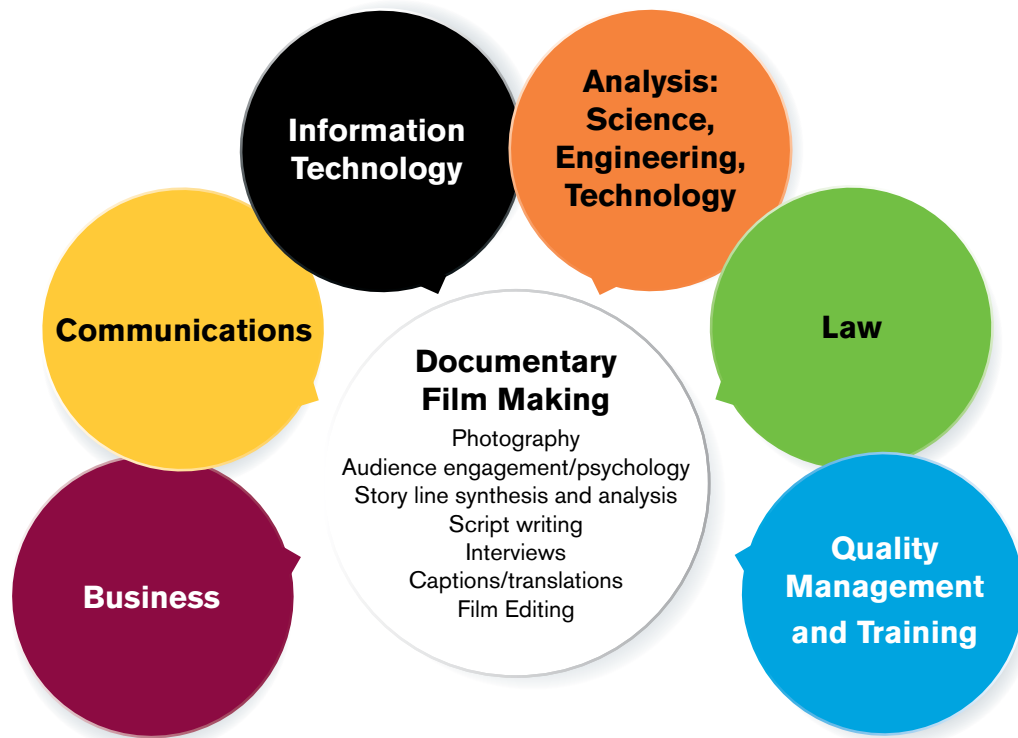 Information
Technology
Analysis:
Science,
Engineering,
Technology
Communications
Law
Documentary
Film Making
Photography
Audience engagement/psychology
Story line synthesis and analysis
Script writing
Interviews
Captions/translations
Film Editing
Business
Quality
Management
and Training